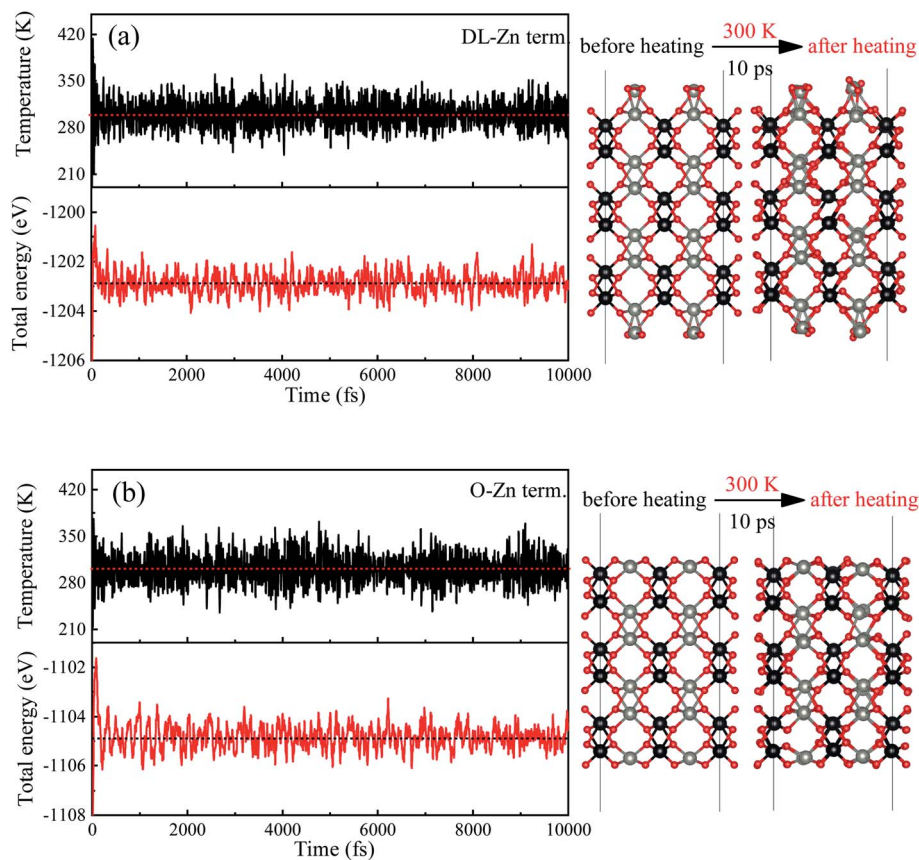 (a)
DL-Zn term.
Temperature (K)
420
350
280
210
Total energy (eV)
-1200
-1202
-1204
-1206
0 2000 4000 6000 8000 10000
Time (fs)
before heating 300 K after heating
10 ps
(b)
O-Zn term.
Temperature (K)
420
350
280
210
Total energy (eV)
-1102
-1104
-1106
-1108
0 2000 4000 6000 8000 10000
Time (fs)
before heating 300 K after heating
10 ps